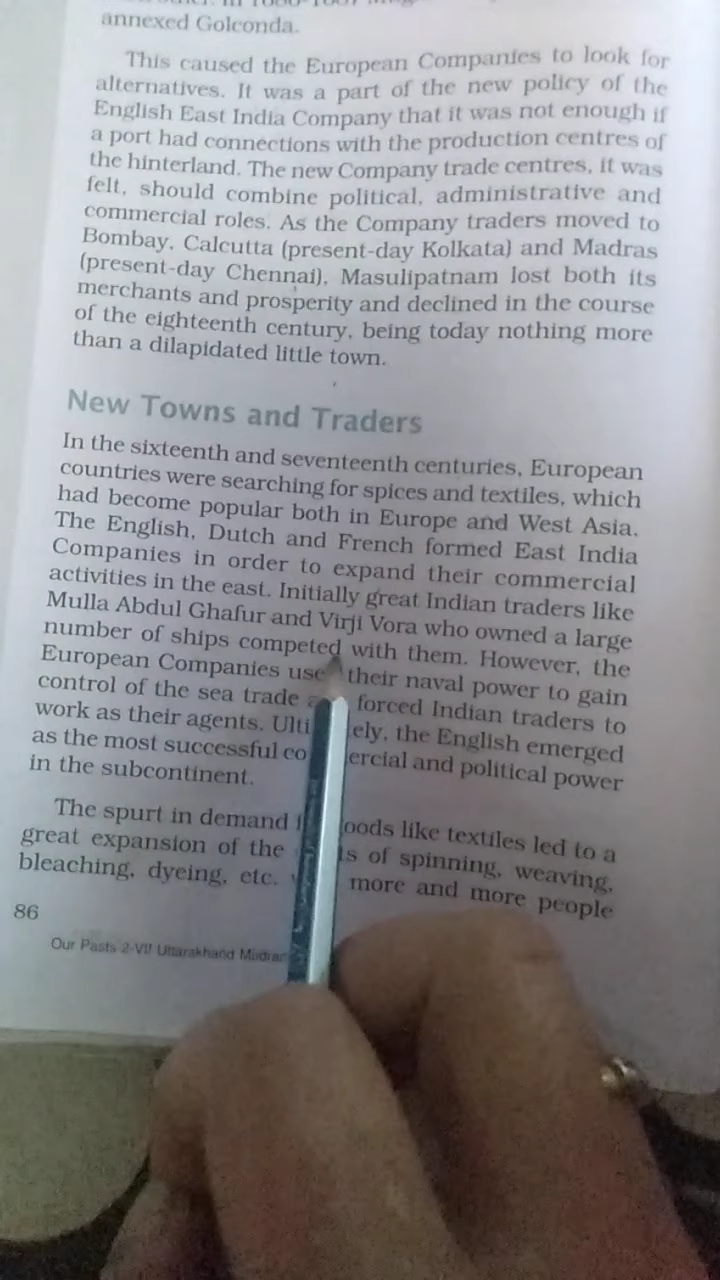 annexed Golconda.
This caused the European Companies to look for
alternatives. It was a part of the new policy of the
English East India Company that it was not enough if
a port had connections with the production centres of
the hinterland. The new Company trade centres, it was
felt, should combine political, administrative and
commercial roles. As the Company traders moved to
Bombay, Calcutta (present-day Kolkata) and Madras
(present-day Chennai), Masulipatnam lost both its
merchants and prosperity and declined in the course
of the eighteenth century, being today nothing more
than a dilapidated little town.
New Towns and Traders
In the sixteenth and seventeenth centuries, European
countries were searching for spices and textiles, which
had become popular both in Europe and West Asia.
The English, Dutch and French formed East India
Companies in order to expand their commercial
activities in the east. Initially great Indian traders like
Mulla Abdul Ghafur and Virji Vora who owned a large
number of ships competed with them. However, the
European Companies their naval power to gain
control of the sea trade forced Indian traders to
work as their agents. the English emerged
as the most successful and political power
in the subcontinent.
The spurt in demand like textiles led to a
great expansion of the of spinning, weaving,
bleaching, dyeing, etc. more and more people
86
Our Pasts 2-VII Uttarakhand